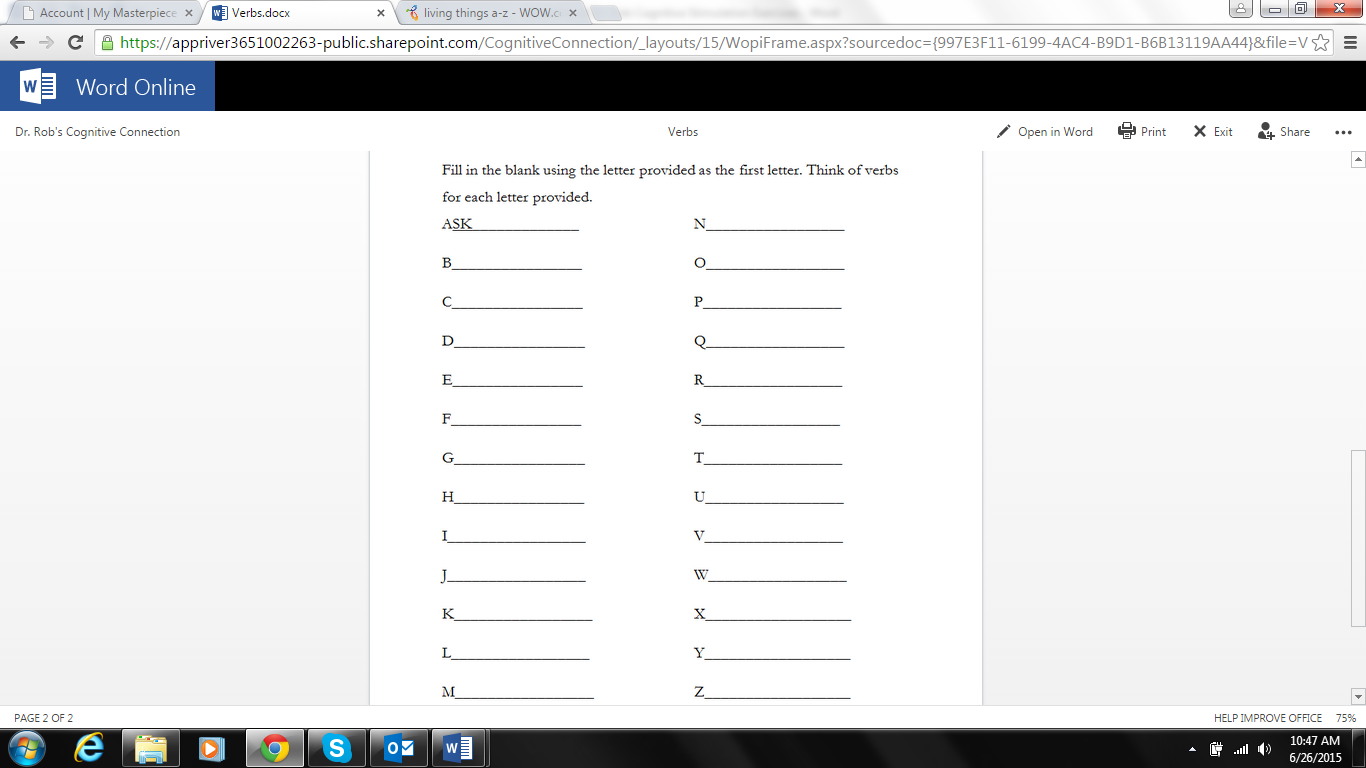 Account | My Masterpiece
Verbs.docx
living things a-z - WOW.c
https://appriver3651002263-public.sharepoint.com/CognitiveConnection/_layouts/15/WopiFrame.aspx?sourcedoc={997E3F11-6199-4AC4-B9D1-B6B13119AA44}&file=V
Word Online
Dr. Rob's Cognitive Connection
Verbs
Open in Word
Print
Exit
Share
Fill in the blank using the letter provided as the first letter. Think of verbs
for each letter provided.
ASK_____________ N_________________
B________________ O_________________
C________________ P_________________
D________________ Q_________________
E________________ R_________________
F________________ S_________________
G________________ T_________________
H________________ U_________________
I_________________ V_________________
J_________________ W_________________
K_________________ X__________________
L_________________ Y__________________
M_________________ Z__________________
PAGE 2 OF 2
HELP IMPROVE OFFICE 75%
10:47 AM
6/26/2015